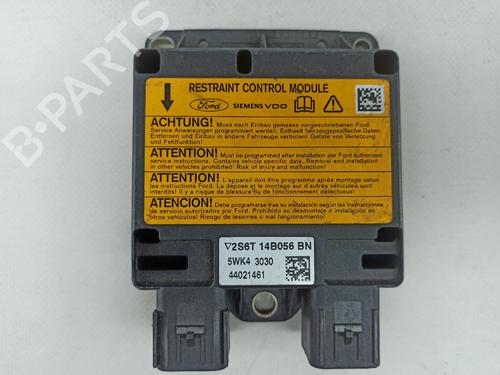 B-PARTS
RESTRAINT CONTROL MODULE
Ford SIEMENS VDO
ACHTUNG! Muss nach Einbau gemaess vorgeschriebenen Ford
Service Anweisungen programmiert werden. Enthaelt fahrzeugspezifische Daten.
Entfernen und Einbau in andere Fahrzeuge verboten! Gefahr von Verletzung
und Fehlfunktion!
ATTENTION! Must be programmed after installation per Ford authorized
service instructions. Contains specific vehicle data. Removal and installation
in other vehicles prohibited! Risk of injury and malfunction!
ATTENTION! L'appareil doit être programme après montage selon
les instructions Ford. La dépose et le montage sur d'autres véhicules sont
interdits! Il y a risque de blessure ou de fonctionnement défectueux!
ATENCION! Debe programarse tras su instalación según las instrucciones
de servicio autorizados por Ford. Prohibido su desmontaje o instalación en
otros vehículos! Riesgo de lesiones o mal funcionamiento!
▽2S6T 14B056 BN
5WK4 3030
44021461